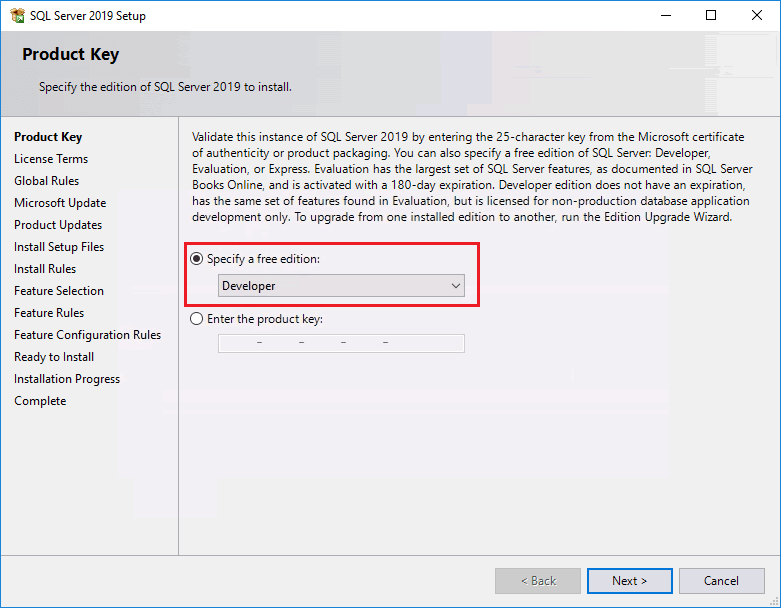 SQL Server 2019 Setup
Product Key
Specify the edition of SQL Server 2019 to install.
Product Key
License Terms
Global Rules
Microsoft Update
Product Updates
Install Setup Files
Install Rules
Feature Selection
Feature Rules
Feature Configuration Rules
Ready to Install
Installation Progress
Complete
Validate this instance of SQL Server 2019 by entering the 25-character key from the Microsoft certificate
of authenticity or product packaging. You can also specify a free edition of SQL Server: Developer,
Evaluation, or Express. Evaluation has the largest set of SQL Server features, as documented in SQL Server
Books Online, and is activated with a 180-day expiration. Developer edition does not have an expiration,
has the same set of features found in Evaluation, but is licensed for non-production database application
development only. To upgrade from one installed edition to another, run the Edition Upgrade Wizard.
Specify a free edition:
Developer
Enter the product key:
- - - -
< Back
Next >
Cancel